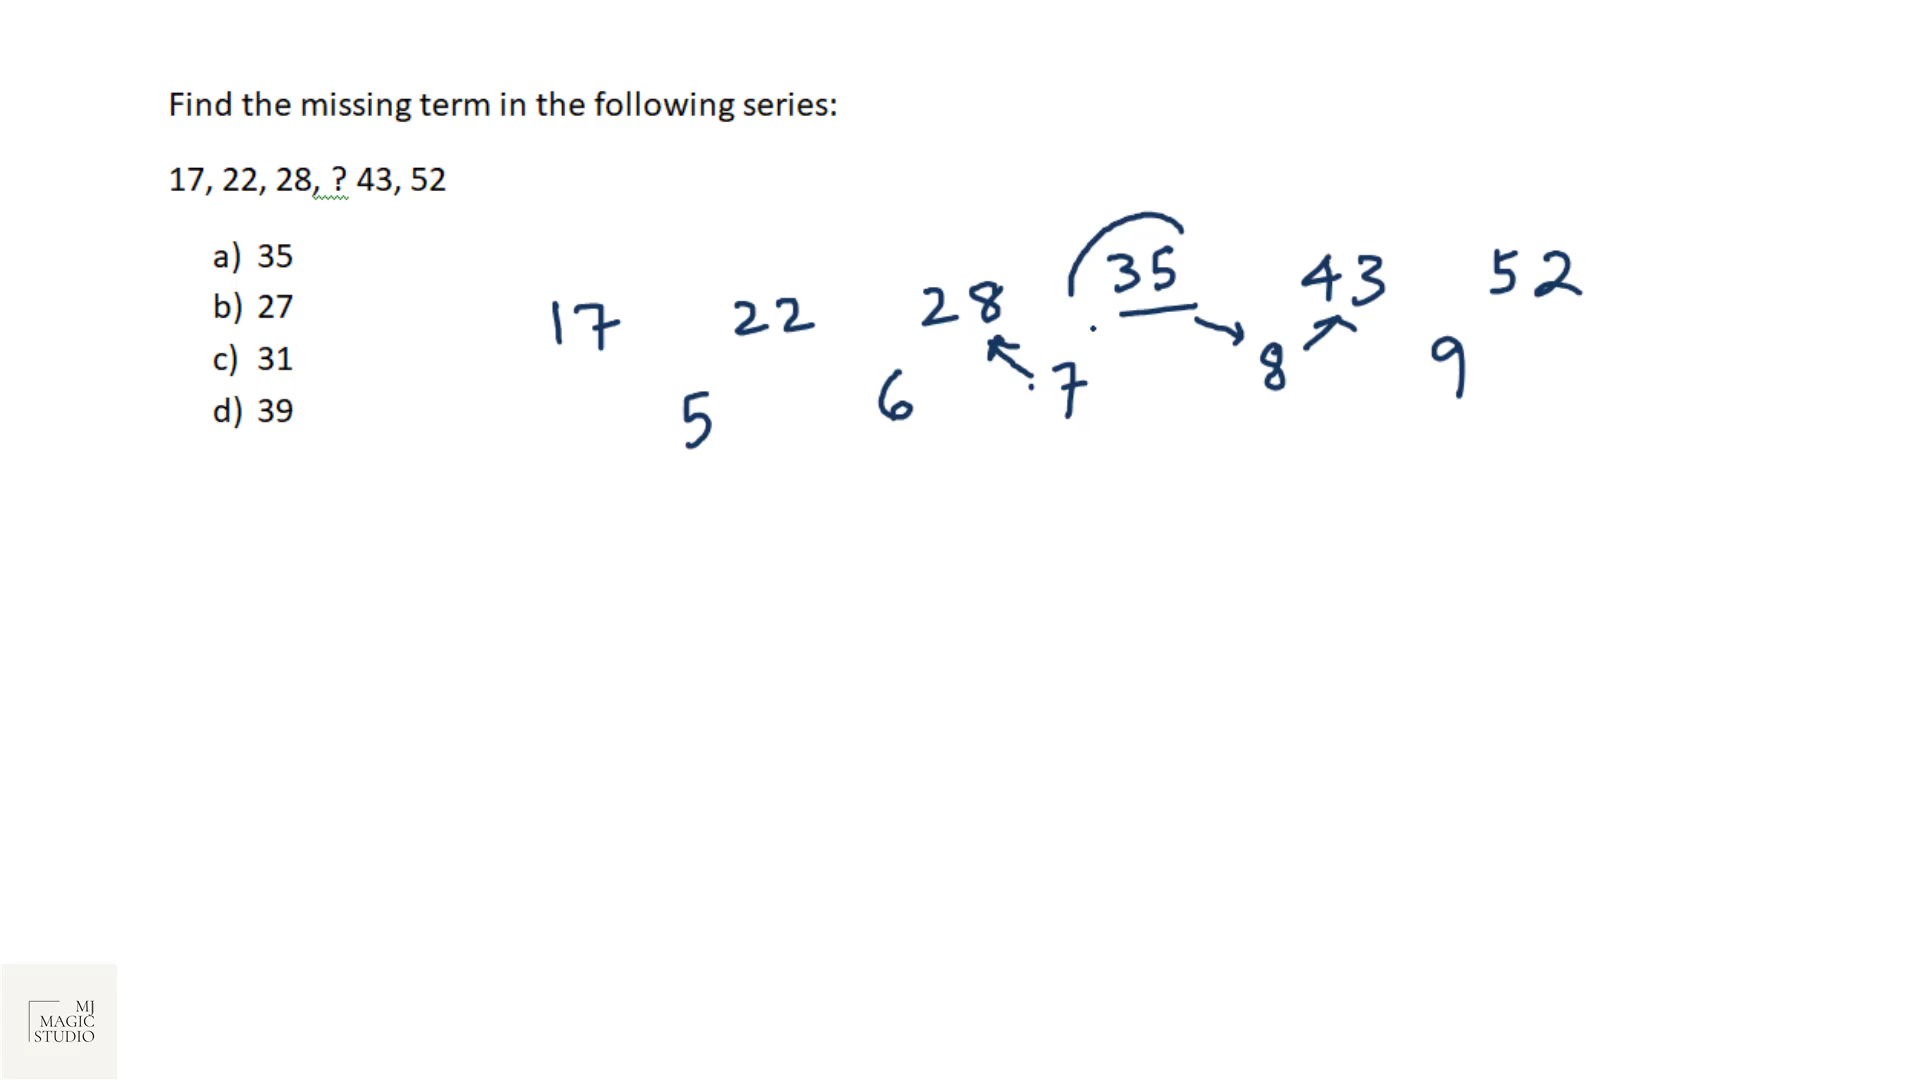 Find the missing term in the following series:
17, 22, 28, ? 43, 52
a) 35
b) 27
c) 31
d) 39
17 22 28 35 43 52
5 6 7 8 9
MJ
MAGIC
STUDIO